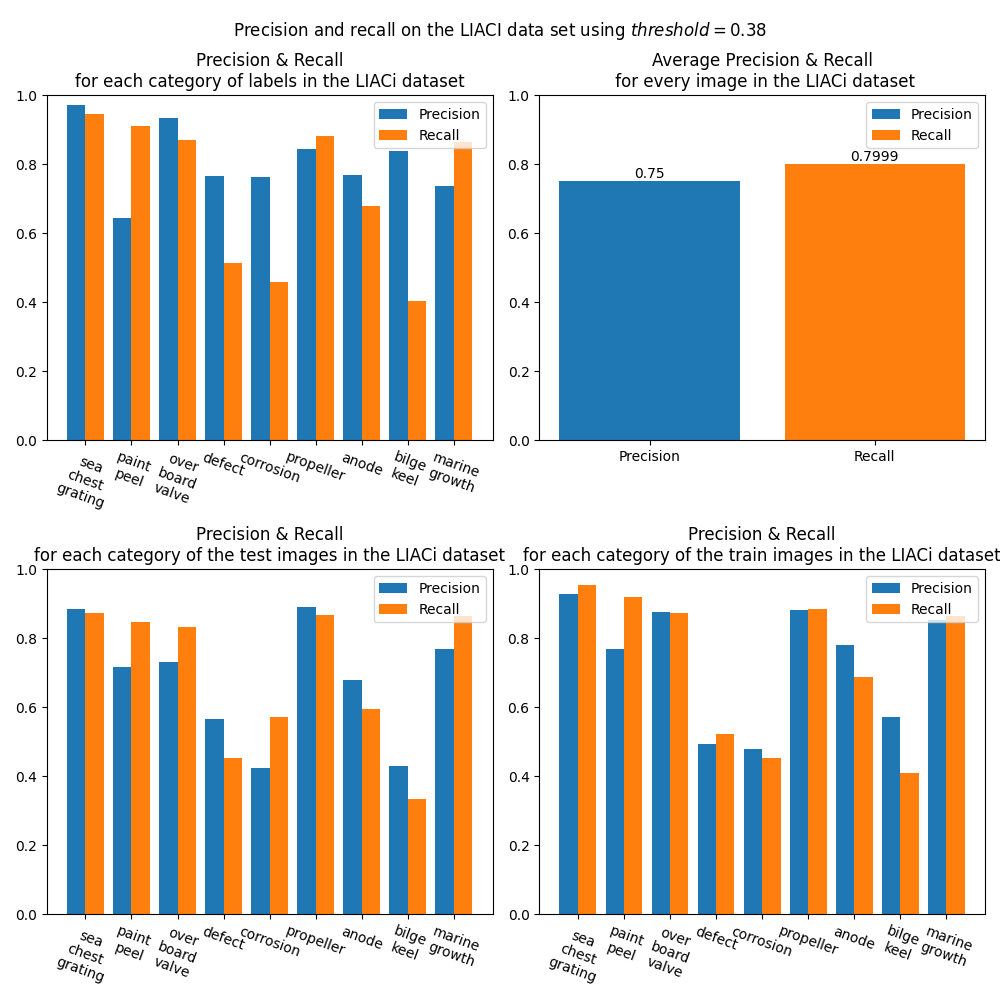 Precision and recall on the LIACI data set using threshold = 0.38
Precision & Recall
for each category of labels in the LIACi dataset
1.0
0.8
0.6
0.4
0.2
0.0
Precision
Recall
sea
chest
grating
paint
peel
over
board
valve
defect
corrosion
propeller
anode
bilge
keel
marine
growth
Average Precision & Recall
for every image in the LIACi dataset
1.0
0.8
0.6
0.4
0.2
0.0
Precision
Recall
0.75
0.7999
Precision
Recall
Precision & Recall
for each category of the test images in the LIACi dataset
1.0
0.8
0.6
0.4
0.2
0.0
Precision
Recall
sea
chest
grating
paint
peel
over
board
valve
defect
corrosion
propeller
anode
bilge
keel
marine
growth
Precision & Recall
for each category of the train images in the LIACi dataset
1.0
0.8
0.6
0.4
0.2
0.0
Precision
Recall
sea
chest
grating
paint
peel
over
board
valve
defect
corrosion
propeller
anode
bilge
keel
marine
growth